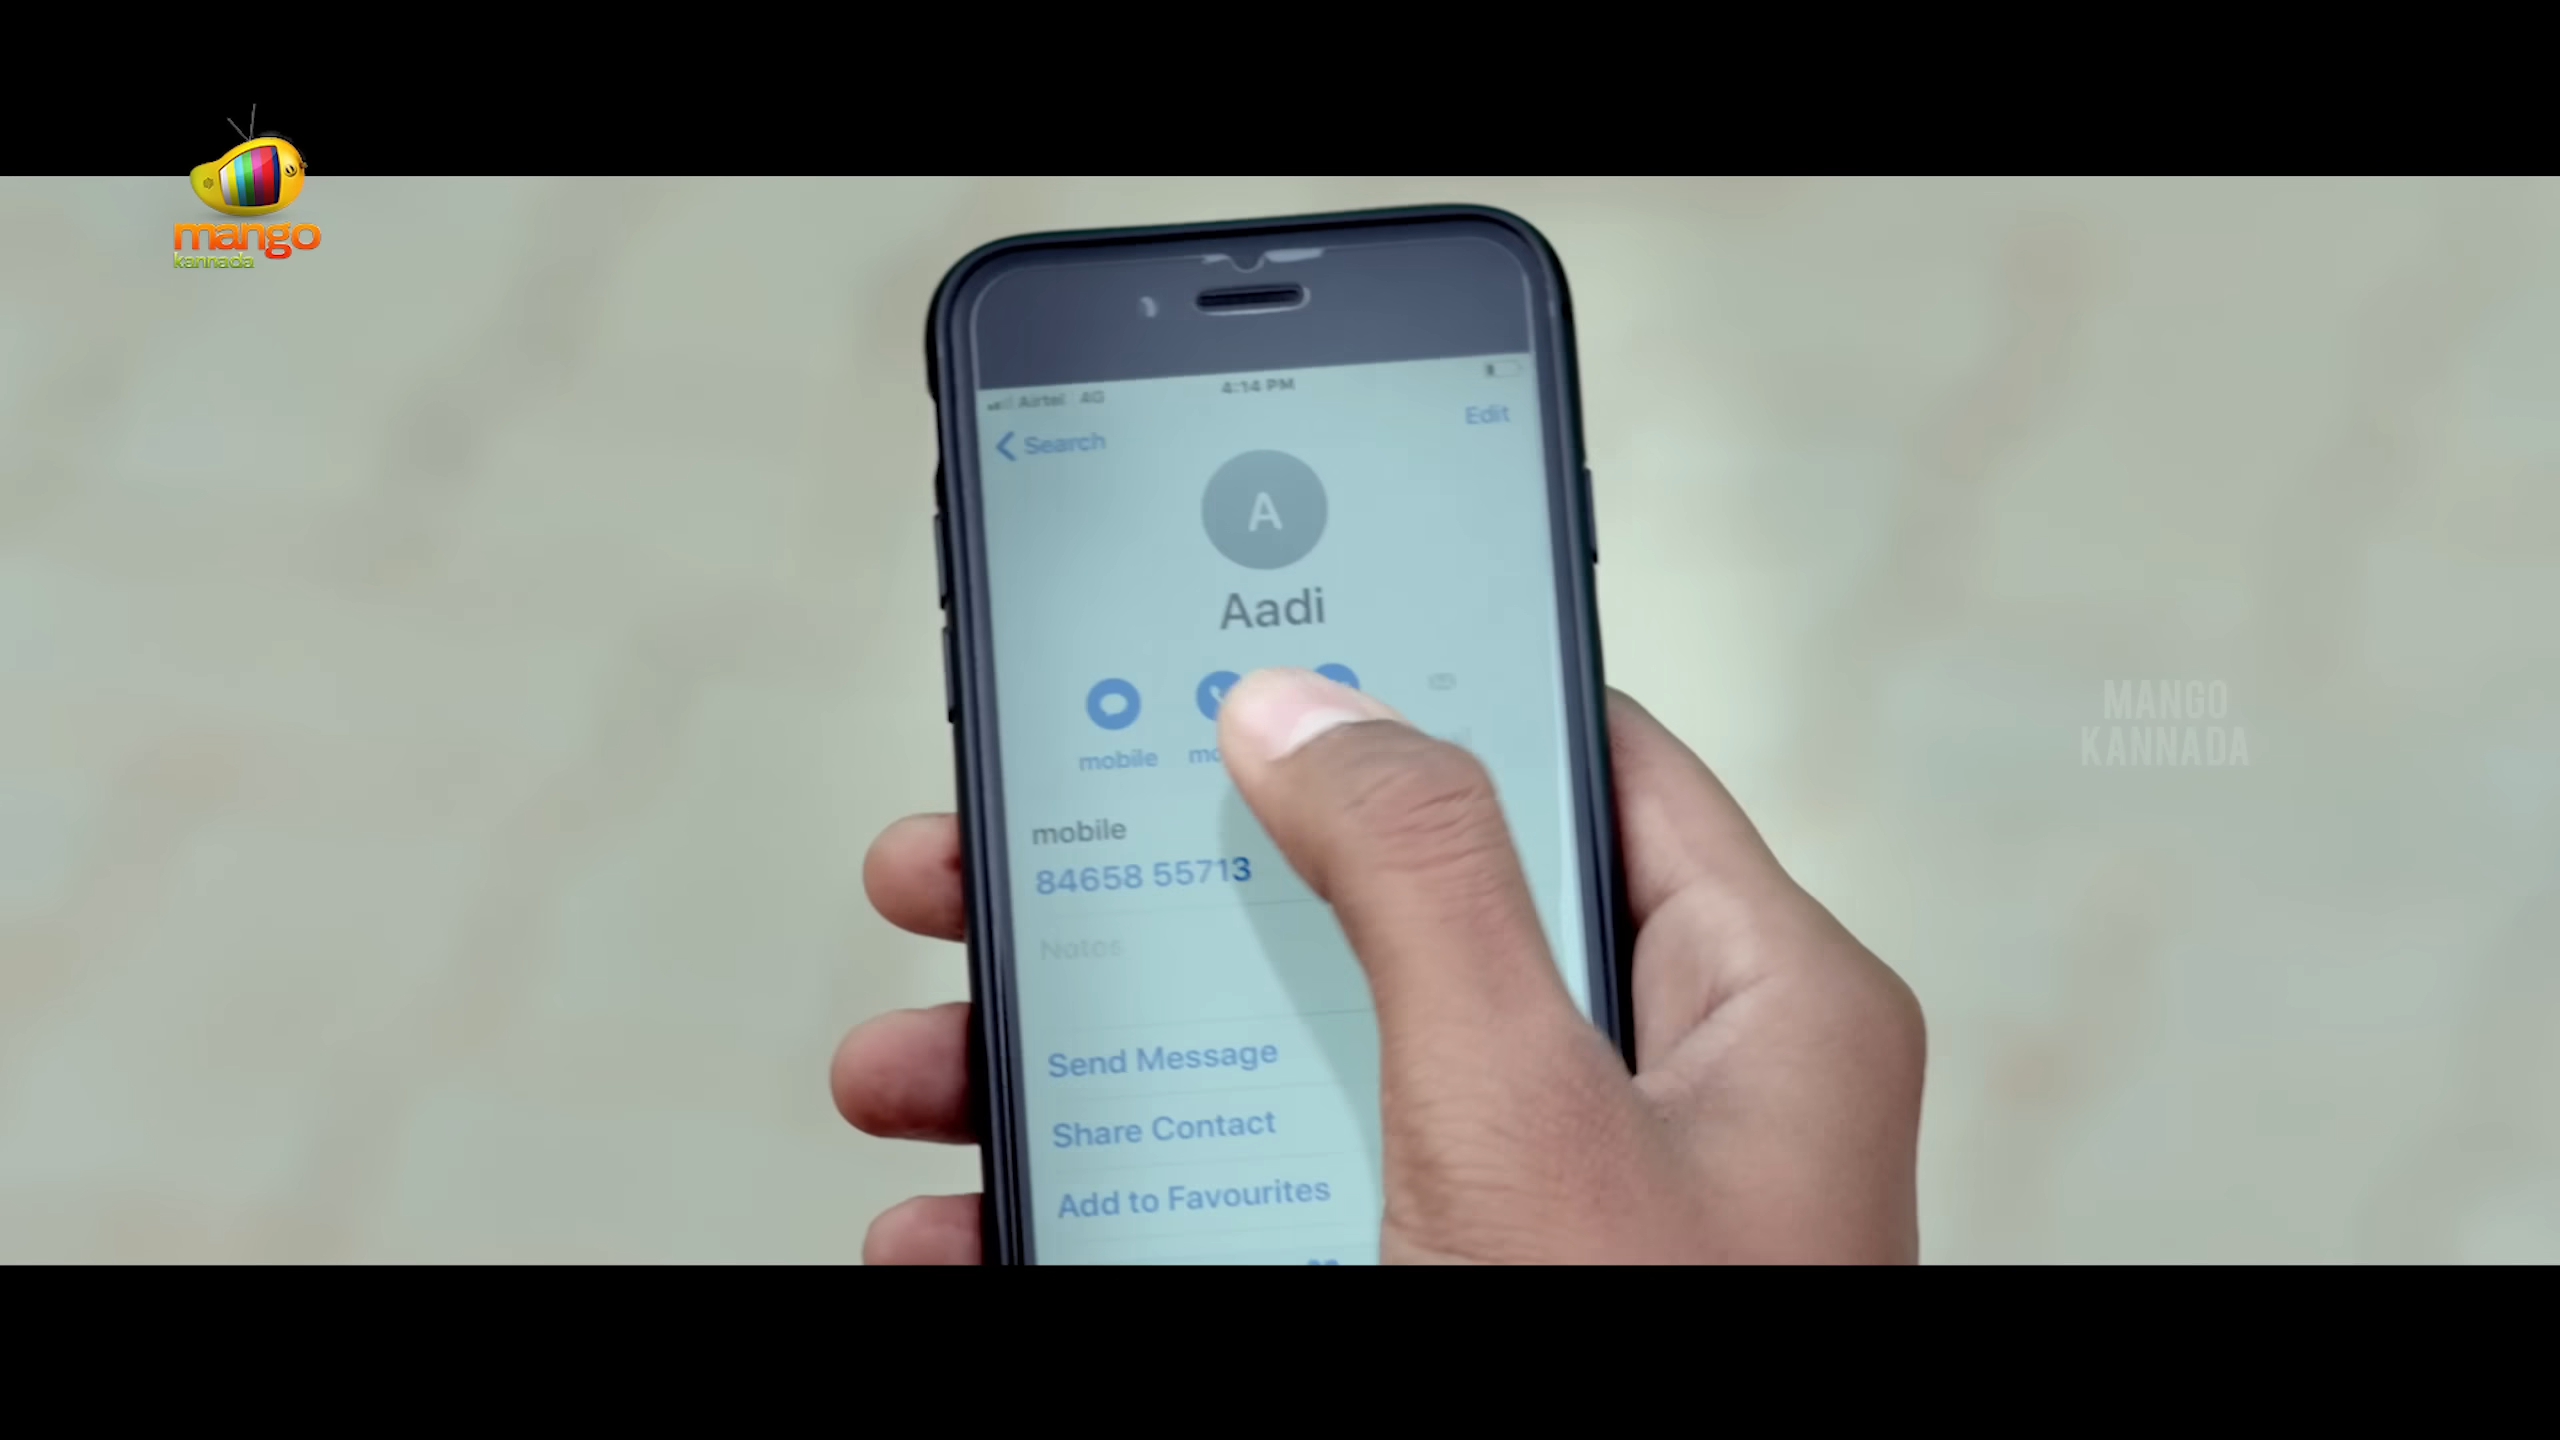 mango
kannada
Airtel 4G
4:14 PM
Search
Edit
A
Aadi
mobile
mobile
84658 55713
Notes
Send Message
Share Contact
Add to Favourites
MANGO
KANNADA